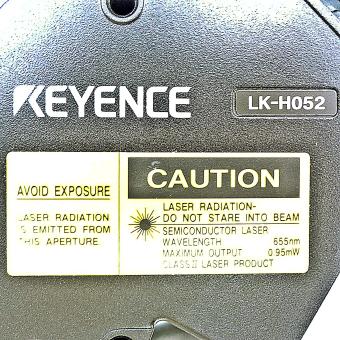 KEYENCE
LK-H052
AVOID EXPOSURE
LASER RADIATION
IS EMITTED FROM
THIS APERTURE.
CAUTION
LASER RADIATION-
DO NOT STARE INTO BEAM
SEMICONDUCTOR LASER
WAVELENGTH 655nm
MAXIMUM OUTPUT 0.95mW
CLASS II LASER PRODUCT